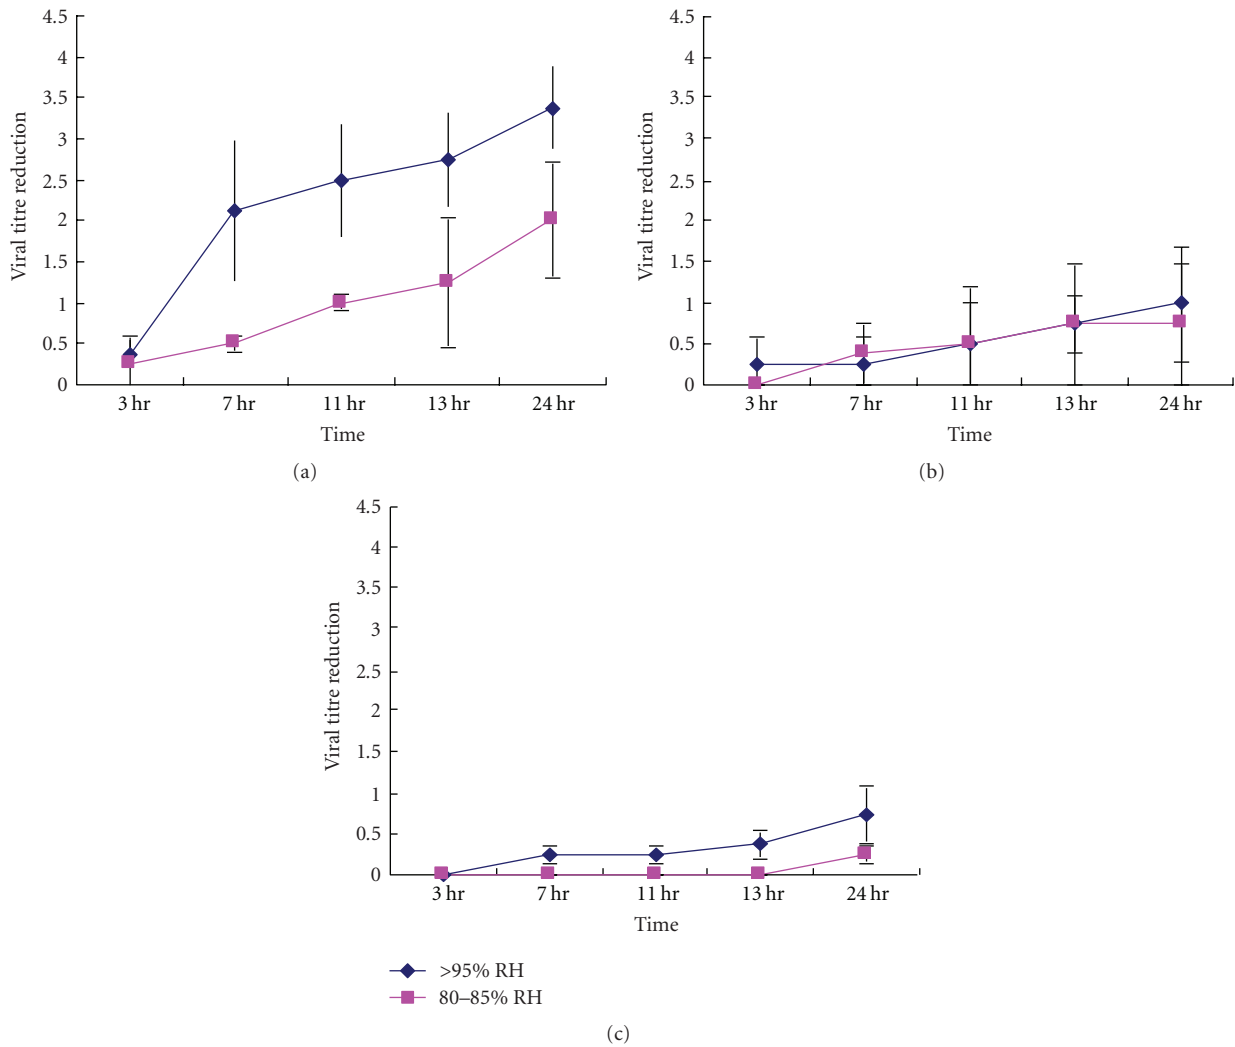 4.5
4
3.5
3
2.5
2
1.5
1
0.5
0
Viral titre reduction
3 hr 7 hr 11 hr 13 hr 24 hr
Time
(a)
4.5
4
3.5
3
2.5
2
1.5
1
0.5
0
Viral titre reduction
3 hr 7 hr 11 hr 13 hr 24 hr
Time
(b)
4.5
4
3.5
3
2.5
2
1.5
1
0.5
0
Viral titre reduction
3 hr 7 hr 11 hr 13 hr 24 hr
Time
>95% RH
80–85% RH
(c)